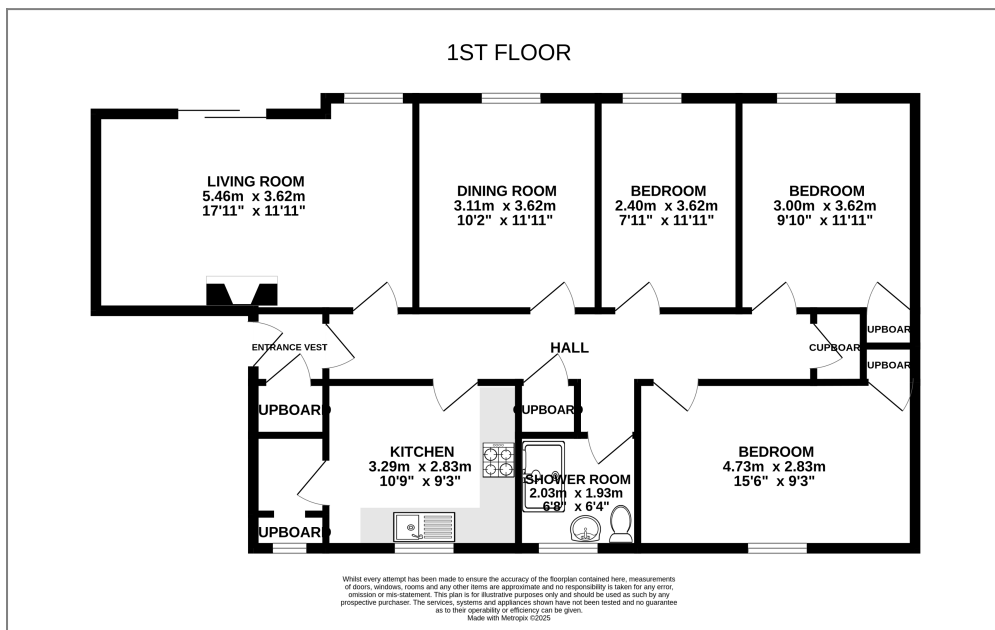 1ST FLOOR
LIVING ROOM
5.46m x 3.62m
17'11" x 11'11"
DINING ROOM
3.11m x 3.62m
10'2" x 11'11"
BEDROOM
2.40m x 3.62m
7'11" x 11'11"
BEDROOM
3.00m x 3.62m
9'10" x 11'11"
ENTRANCE VEST
HALL
CUPBOAR
UPBOAR
UPBOAR
UPBOARD
CUPBOARD
KITCHEN
3.29m x 2.83m
10'9" x 9'3"
SHOWER ROOM
2.03m x 1.93m
6'8" x 6'4"
BEDROOM
4.73m x 2.83m
15'6" x 9'3"
UPBOARD
Whilst every attempt has been made to ensure the accuracy of the floorplan contained here, measurements
of doors, windows, rooms and any other items are approximate and no responsibility is taken for any error,
omission or mis-statement. This plan is for illustrative purposes only and should be used as such by any
prospective purchaser. The services, systems and appliances shown have not been tested and no guarantee
as to their operability or efficiency can be given.
Made with Metropix ©2025